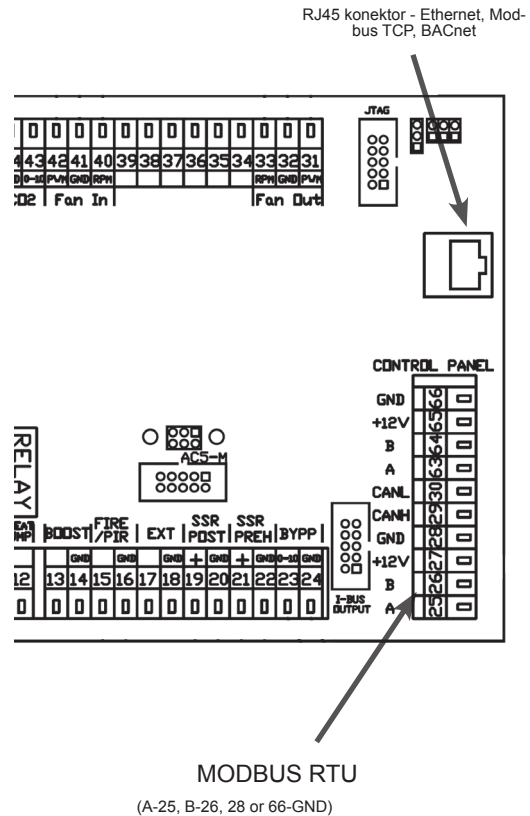 RJ45 konektor - Ethernet, Mod-
bus TCP, BACnet
JTAG
43 42 41 40 39 38 37 36 35 34 33 32 31
0-10 PWM GND RPM RPM GND PWM
CO2 Fan In Fan Out
CONTROL PANEL
GND 66
+12V 65
B 64
A 63
CANL 30
CANH 29
GND 28
+12V 27
B 26
A 25
AC5-M
RELAY
BOOST FIRE /PIR EXT SSR POST SSR PREH BYPP
GND GND GND + GND + GND 0-10 GND
12 13 14 15 16 17 18 19 20 21 22 23 24
I-BUS
OUTPUT
MODBUS RTU
(A-25, B-26, 28 or 66-GND)